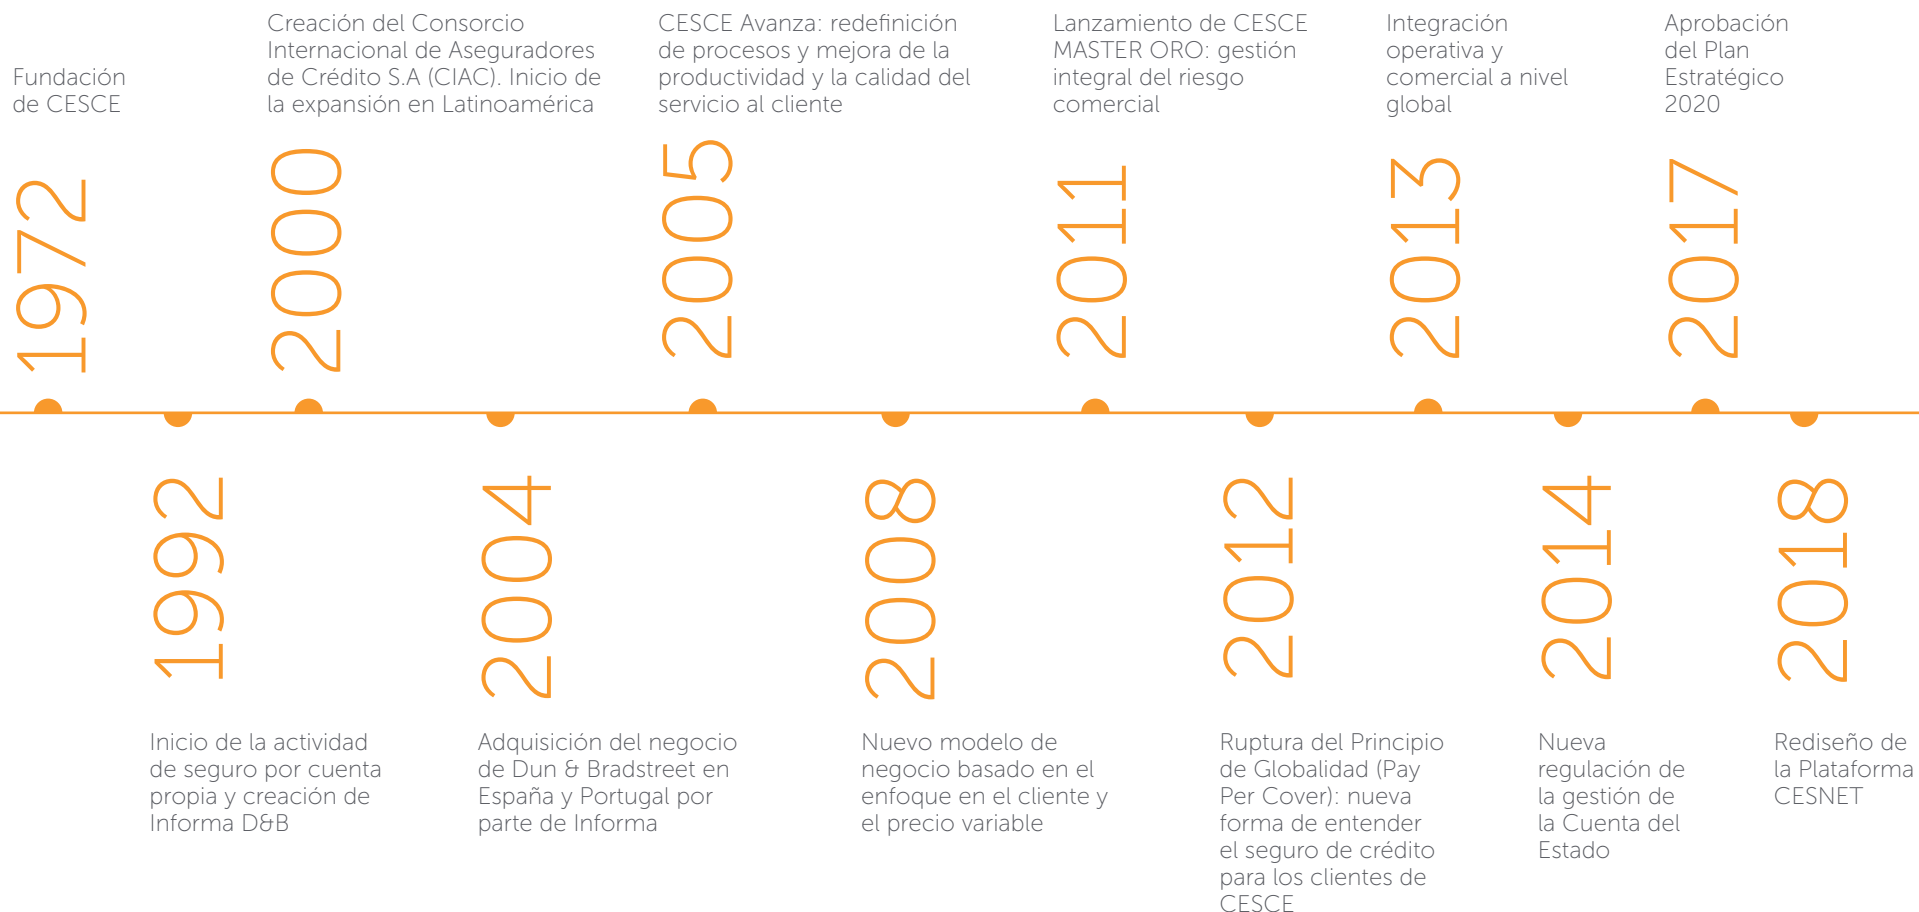 Fundación
de CESCE
1972
Creación del Consorcio
Internacional de Aseguradores
de Crédito S.A (CIAC). Inicio de
la expansión en Latinoamérica
2000
CESCE Avanza: redefinición
de procesos y mejora de la
productividad y la calidad del
servicio al cliente
2005
Lanzamiento de CESCE
MASTER ORO: gestión
integral del riesgo
comercial
2011
Integración
operativa y
comercial a nivel
global
2013
Aprobación
del Plan
Estratégico
2020
2017
1992
Inicio de la actividad
de seguro por cuenta
propia y creación de
Informa D&B
2004
Adquisición del negocio
de Dun & Bradstreet en
España y Portugal por
parte de Informa
2008
Nuevo modelo de
negocio basado en el
enfoque en el cliente y
el precio variable
2012
Ruptura del Principio
de Globalidad (Pay
Per Cover): nueva
forma de entender
el seguro de crédito
para los clientes de
CESCE
2014
Nueva
regulación de
la gestión de
la Cuenta del
Estado
2018
Rediseño de
la Plataforma
CESNET